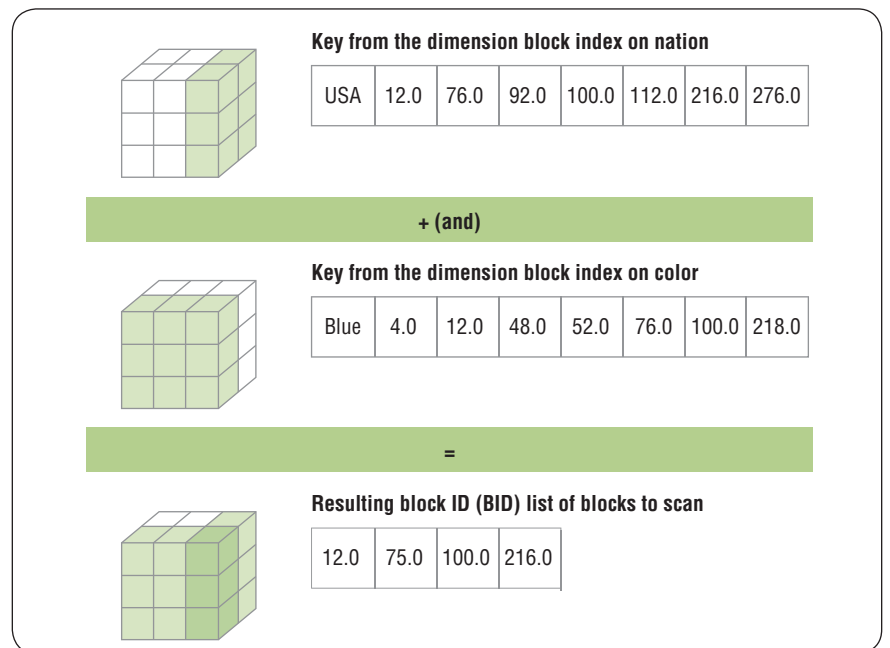 Key from the dimension block index on nation
USA 12.0 76.0 92.0 100.0 112.0 216.0 276.0
+ (and)
Key from the dimension block index on color
Blue 4.0 12.0 48.0 52.0 76.0 100.0 218.0
=
Resulting block ID (BID) list of blocks to scan
12.0 75.0 100.0 216.0